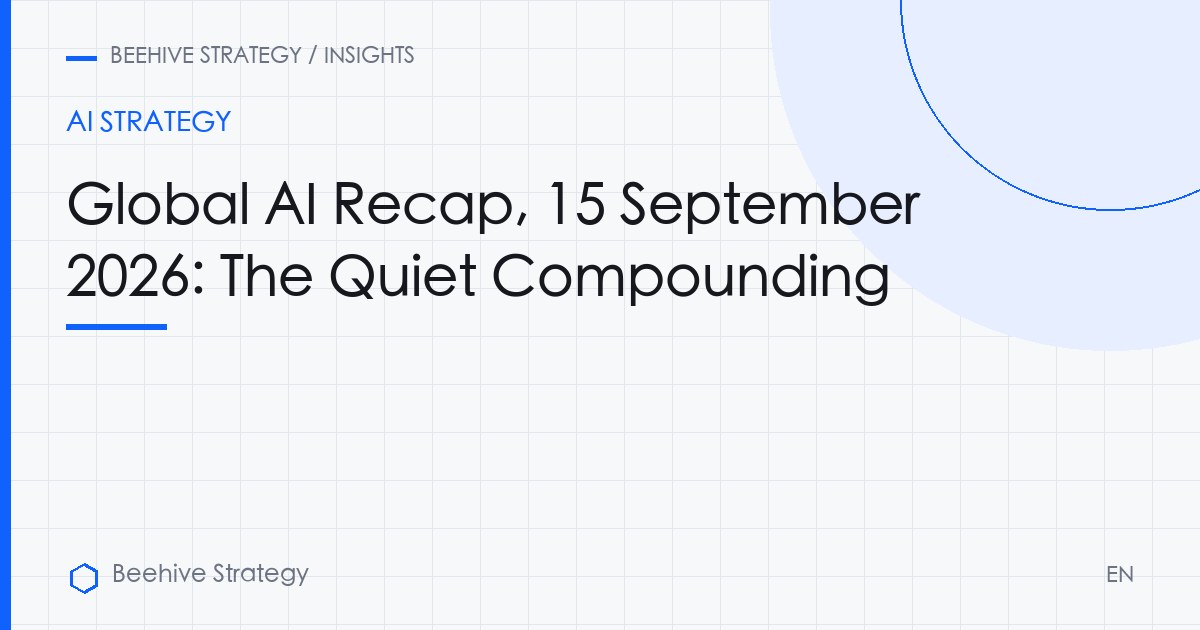 BEEHIVE STRATEGY / INSIGHTS
AI STRATEGY
Global AI Recap, 15 September
2026: The Quiet Compounding
Beehive Strategy
EN